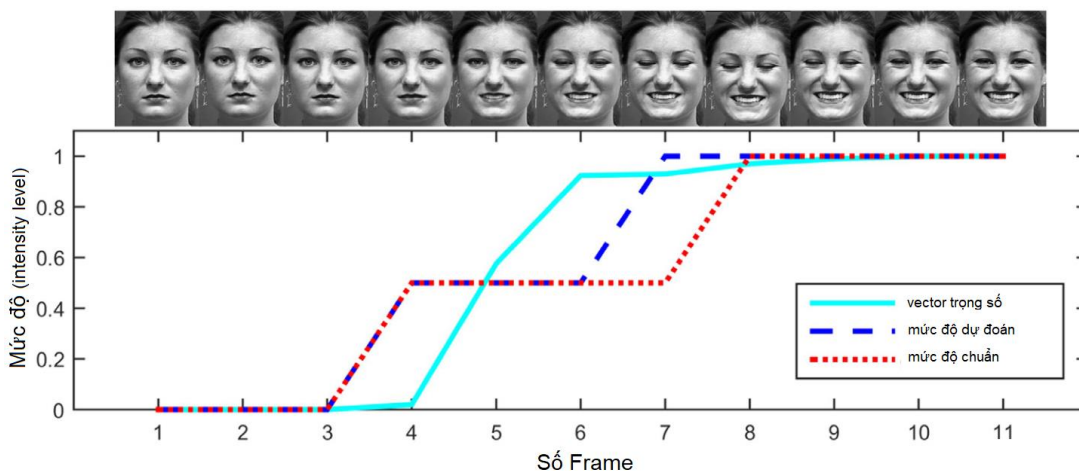 1
0.8
0.6
0.4
0.2
0
Mức độ (intensity level)
vector trọng số
mức độ dự đoán
mức độ chuẩn
1 2 3 4 5 6 7 8 9 10 11
Số Frame